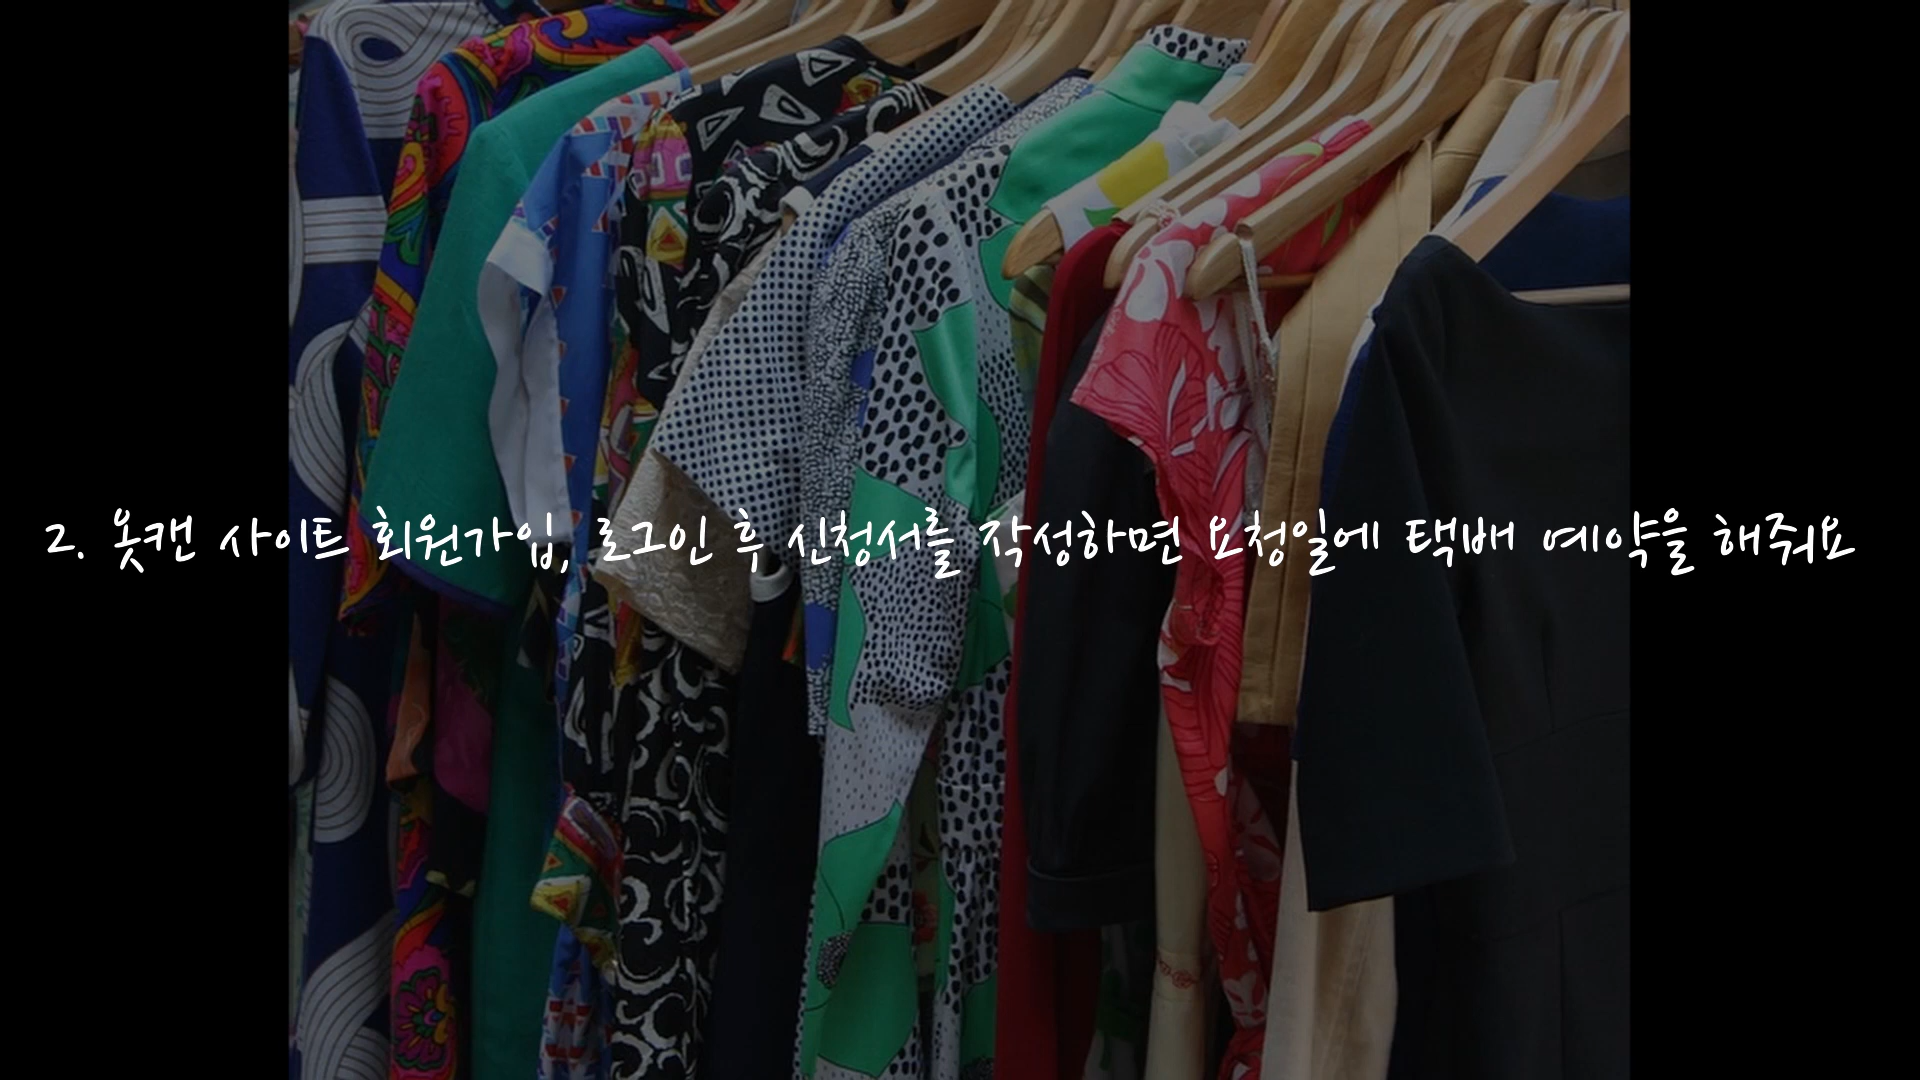 2. 옷캔 사이트 회원가입, 로그인 후 신청서를 작성하면 요청일에 택배 예약을 해줘요